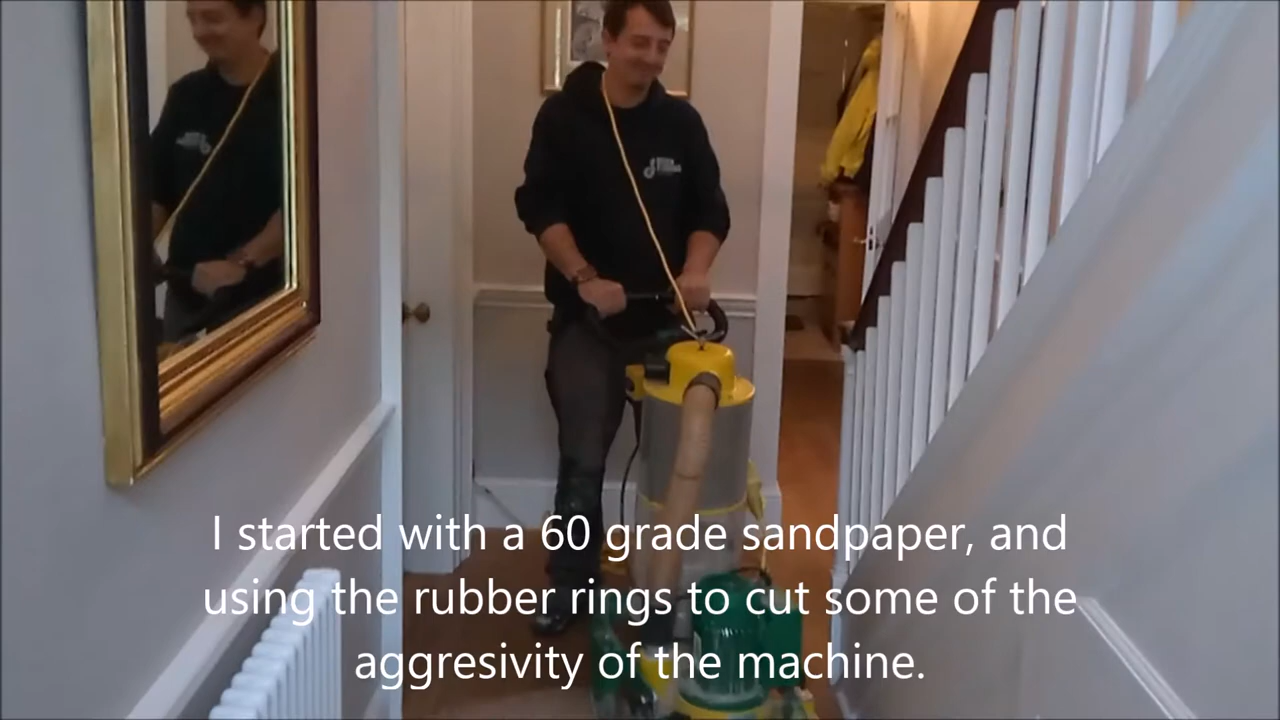 I started with a 60 grade sandpaper, and
using the rubber rings to cut some of the
aggresivity of the machine.